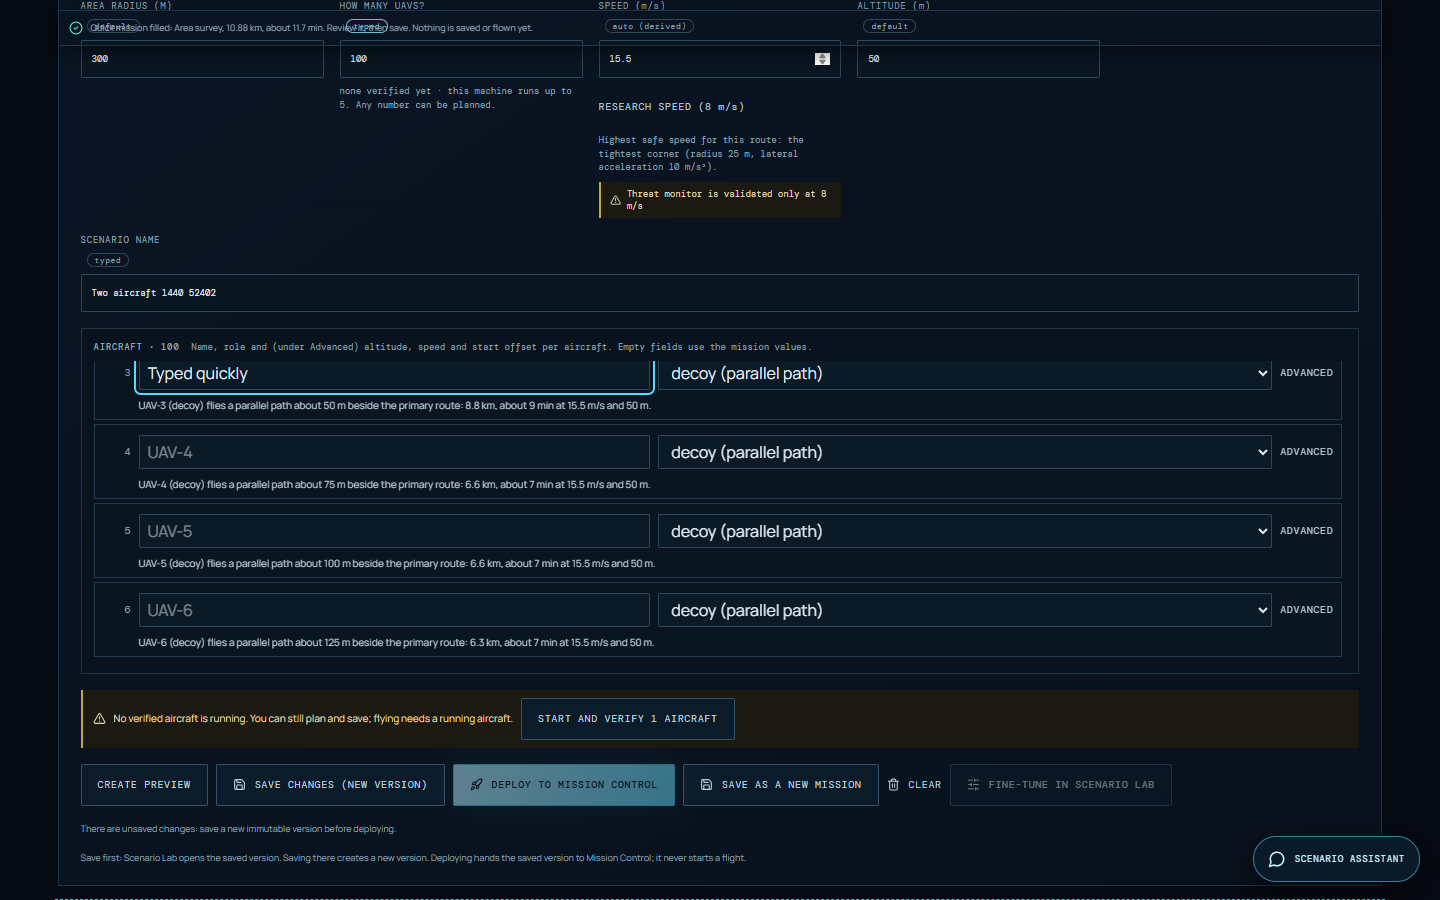 AREA RADIUS (M)
HOW MANY UAVS?
SPEED (m/s)
ALTITUDE (m)
default
typed
auto (derived)
default
Quick mission filled: Area survey, 10.88 km, about 11.7 min. Review it, then save. Nothing is saved or flown yet.
300
100
15.5
50
none verified yet · this machine runs up to
5. Any number can be planned.
RESEARCH SPEED (8 m/s)
Highest safe speed for this route: the
tightest corner (radius 25 m, lateral
acceleration 10 m/s²).
Threat monitor is validated only at 8
m/s
SCENARIO NAME
typed
Two aircraft 1440 52402
AIRCRAFT · 100 Name, role and (under Advanced) altitude, speed and start offset per aircraft. Empty fields use the mission values.
3 Typed quickly decoy (parallel path) ADVANCED
UAV-3 (decoy) flies a parallel path about 50 m beside the primary route: 8.8 km, about 9 min at 15.5 m/s and 50 m.
4 UAV-4 decoy (parallel path) ADVANCED
UAV-4 (decoy) flies a parallel path about 75 m beside the primary route: 6.6 km, about 7 min at 15.5 m/s and 50 m.
5 UAV-5 decoy (parallel path) ADVANCED
UAV-5 (decoy) flies a parallel path about 100 m beside the primary route: 6.6 km, about 7 min at 15.5 m/s and 50 m.
6 UAV-6 decoy (parallel path) ADVANCED
UAV-6 (decoy) flies a parallel path about 125 m beside the primary route: 6.3 km, about 7 min at 15.5 m/s and 50 m.
No verified aircraft is running. You can still plan and save; flying needs a running aircraft. START AND VERIFY 1 AIRCRAFT
CREATE PREVIEW SAVE CHANGES (NEW VERSION) DEPLOY TO MISSION CONTROL SAVE AS A NEW MISSION CLEAR FINE-TUNE IN SCENARIO LAB
There are unsaved changes: save a new immutable version before deploying.
Save first: Scenario Lab opens the saved version. Saving there creates a new version. Deploying hands the saved version to Mission Control; it never starts a flight.
SCENARIO ASSISTANT